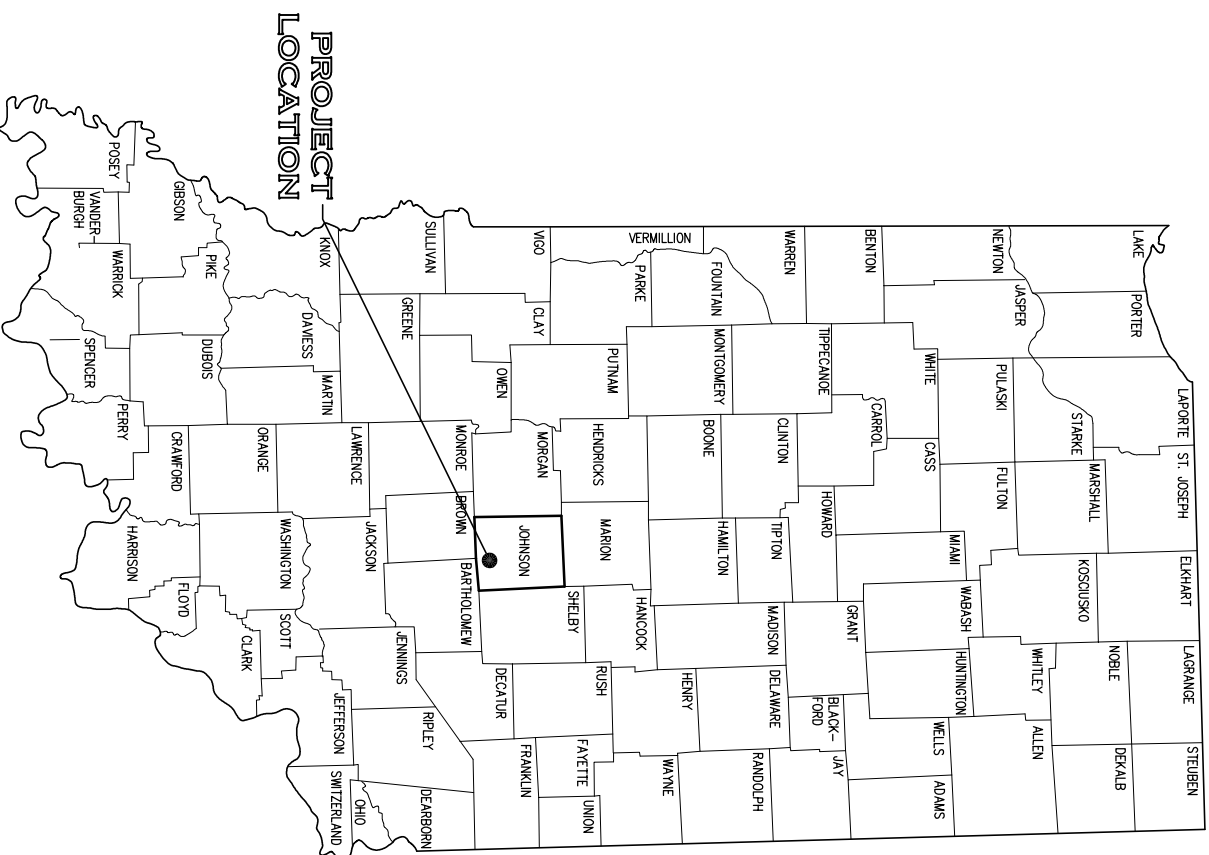 LAKE
PORTER
LAPORTE
ST. JOSEPH
ELKHART
LAGRANGE
STEUBEN
NEWTON
JASPER
STARKE
MARSHALL
KOSCIUSKO
NOBLE
DEKALB
PULASKI
FULTON
WHITLEY
ALLEN
BENTON
WHITE
CASS
MIAMI
WABASH
HUNTINGTON
WELLS
ADAMS
CARROL
HOWARD
GRANT
BLACK-
FORD
JAY
WARREN
TIPPECANOE
CLINTON
TIPTON
MADISON
DELAWARE
RANDOLPH
VERMILLION
FOUNTAIN
MONTGOMERY
BOONE
HAMILTON
HENRY
WAYNE
PARKE
PUTNAM
HENDRICKS
MARION
HANCOCK
RUSH
FAYETTE
UNION
VIGO
CLAY
OWEN
MORGAN
JOHNSON
SHELBY
DECATUR
FRANKLIN
SULLIVAN
GREENE
MONROE
BROWN
BARTHOLOMEW
JENNINGS
RIPLEY
DEARBORN
PROJECT
LOCATION
KNOX
DAVIESS
MARTIN
LAWRENCE
JACKSON
JEFFERSON
SWITZERLAND
OHIO
GIBSON
PIKE
DUBOIS
ORANGE
WASHINGTON
SCOTT
CLARK
POSEY
VANDER-
BURGH
WARRICK
SPENCER
PERRY
CRAWFORD
HARRISON
FLOYD